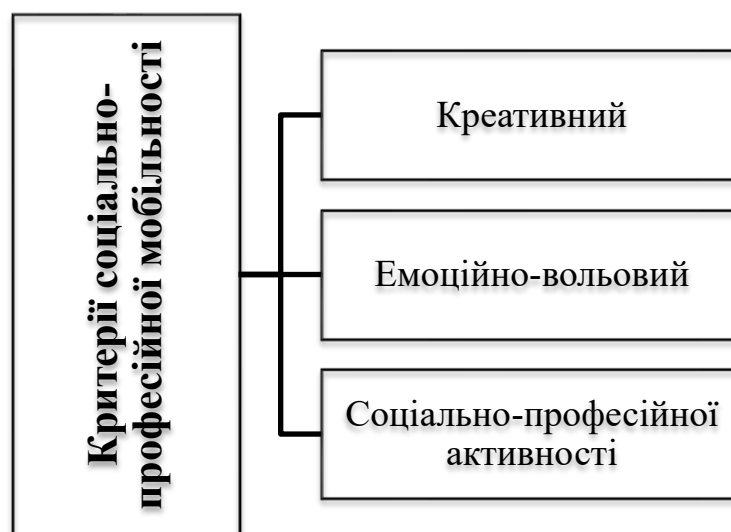 Критерії соціально-
професійної мобільності
Креативний
Емоційно-вольовий
Соціально-професійної
активності